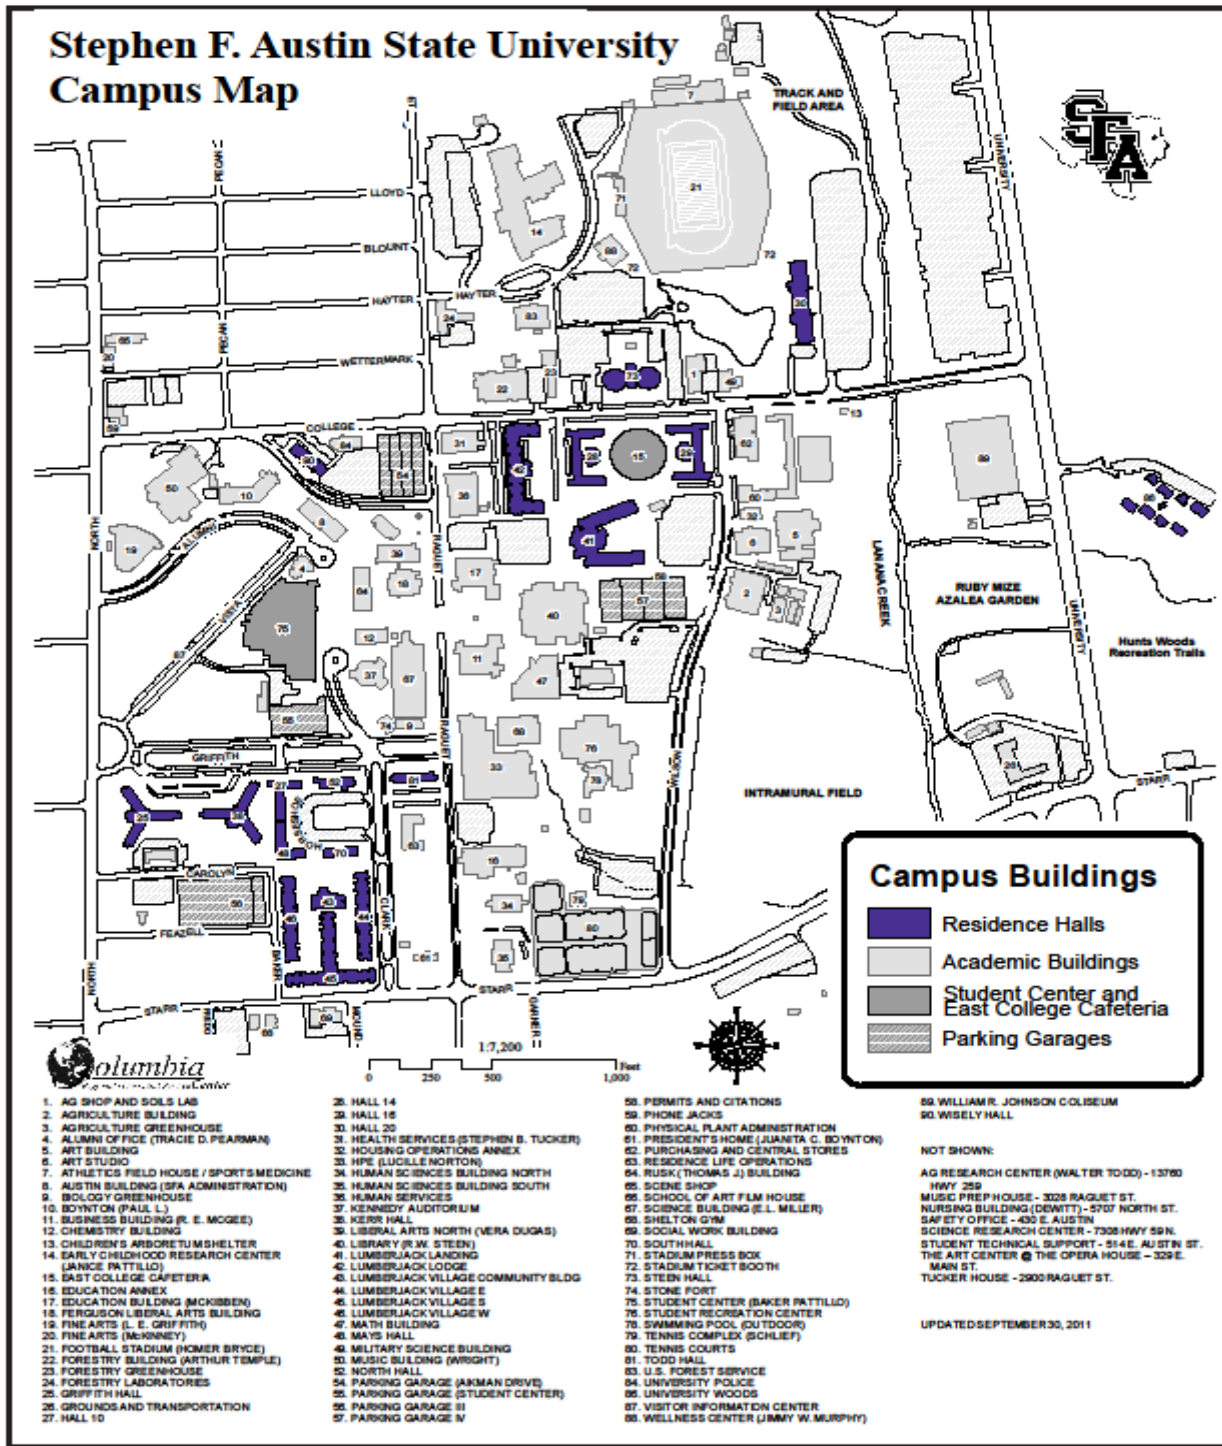 Stephen F. Austin State University
Campus Map
TRACK AND
FIELD AREA
SFA
UNIVERSITY
PECAN
ST
LLOYD
BLOUNT
HAYTER
HAYTER
PECAN
WETTERMARK
COLLEGE
NORTH
ALUMNI
RAGUET
VISTA
LANANA CREEK
RUBY MIZE
AZALEA GARDEN
UNIVERSITY
Hunts Woods
Recreation Trails
RAGUET
GRIFFITH
WILSON
INTRAMURAL FIELD
STARR
CAROLYN
FEAZELL
BAKER
CLARK
STARR
STARR
MOUND
GARNER
Campus Buildings
Residence Halls
Academic Buildings
Student Center and
East College Cafeteria
Parking Garages
Columbia
1:7,200
Feet
0 250 500 1,000
1. AG SHOP AND SOILS LAB
2. AGRICULTURE BUILDING
3. AGRICULTURE GREENHOUSE
4. ALUMNI OFFICE (TRACIE D. PEARMAN)
5. ART BUILDING
6. ART STUDIO
7. ATHLETICS FIELD HOUSE / SPORTS MEDICINE
8. AUSTIN BUILDING (SFA ADMINISTRATION)
9. BIOLOGY GREENHOUSE
10. BOYNTON (PAUL L.)
11. BUSINESS BUILDING (R. E. MCGEE)
12. CHEMISTRY BUILDING
13. CHILDREN'S ARBORETUM SHELTER
14. EARLY CHILDHOOD RESEARCH CENTER
(JANICE PATTILLO)
15. EAST COLLEGE CAFETERIA
16. EDUCATION ANNEX
17. EDUCATION BUILDING (MCKIBBEN)
18. FERGUSON LIBERAL ARTS BUILDING
19. FINE ARTS (L. E. GRIFFITH)
20. FINE ARTS (McKINNEY)
21. FOOTBALL STADIUM (HOMER BRYCE)
22. FORESTRY BUILDING (ARTHUR TEMPLE)
23. FORESTRY GREENHOUSE
24. FORESTRY LABORATORIES
25. GRIFFITH HALL
26. GROUNDS AND TRANSPORTATION
27. HALL 10
28. HALL 14
29. HALL 16
30. HALL 20
31. HEALTH SERVICES (STEPHEN B. TUCKER)
32. HOUSING OPERATIONS ANNEX
33. HPE (LUCILLE NORTON)
34. HUMAN SCIENCES BUILDING NORTH
35. HUMAN SCIENCES BUILDING SOUTH
36. HUMAN SERVICES
37. KENNEDY AUDITORIUM
38. KERR HALL
39. LIBERAL ARTS NORTH (VERA DUGAS)
40. LIBRARY (R.W. STEEN)
41. LUMBERJACK LANDING
42. LUMBERJACK LODGE
43. LUMBERJACK VILLAGE COMMUNITY BLDG
44. LUMBERJACK VILLAGE E
45. LUMBERJACK VILLAGE S
46. LUMBERJACK VILLAGE W
47. MATH BUILDING
48. MAYS HALL
49. MILITARY SCIENCE BUILDING
50. MUSIC BUILDING (WRIGHT)
52. NORTH HALL
54. PARKING GARAGE (AIKMAN DRIVE)
55. PARKING GARAGE (STUDENT CENTER)
56. PARKING GARAGE III
57. PARKING GARAGE IV
58. PERMITS AND CITATIONS
59. PHONE JACKS
60. PHYSICAL PLANT ADMINISTRATION
61. PRESIDENT'S HOME (JUANITA C. BOYNTON)
62. PURCHASING AND CENTRAL STORES
63. RESIDENCE LIFE OPERATIONS
64. RUSK (THOMAS J.) BUILDING
65. SCENE SHOP
66. SCHOOL OF ART FILM HOUSE
67. SCIENCE BUILDING (E.L. MILLER)
68. SHELTON GYM
69. SOCIAL WORK BUILDING
70. SOUTH HALL
71. STADIUM PRESS BOX
72. STADIUM TICKET BOOTH
73. STEEN HALL
74. STONE FORT
75. STUDENT CENTER (BAKER PATTILLO)
76. STUDENT RECREATION CENTER
78. SWIMMING POOL (OUTDOOR)
79. TENNIS COMPLEX (SCHLIEF)
80. TENNIS COURTS
81. TODD HALL
83. U.S. FOREST SERVICE
84. UNIVERSITY POLICE
86. UNIVERSITY WOODS
87. VISITOR INFORMATION CENTER
88. WELLNESS CENTER (JIMMY W. MURPHY)
89. WILLIAM R. JOHNSON COLISEUM
90. WISELY HALL
NOT SHOWN:
AG RESEARCH CENTER (WALTER TODD) - 13760
HWY 259
MUSIC PREP HOUSE - 3028 RAGUET ST.
NURSING BUILDING (DEWITT) - 5707 NORTH ST.
SAFETY OFFICE - 430 E. AUSTIN
SCIENCE RESEARCH CENTER - 7308 HWY 59 N.
STUDENT TECHNICAL SUPPORT - 514 E. AUSTIN ST.
THE ART CENTER @ THE OPERA HOUSE – 329 E.
MAIN ST.
TUCKER HOUSE - 2900 RAGUET ST.
UPDATED SEPTEMBER 30, 2011